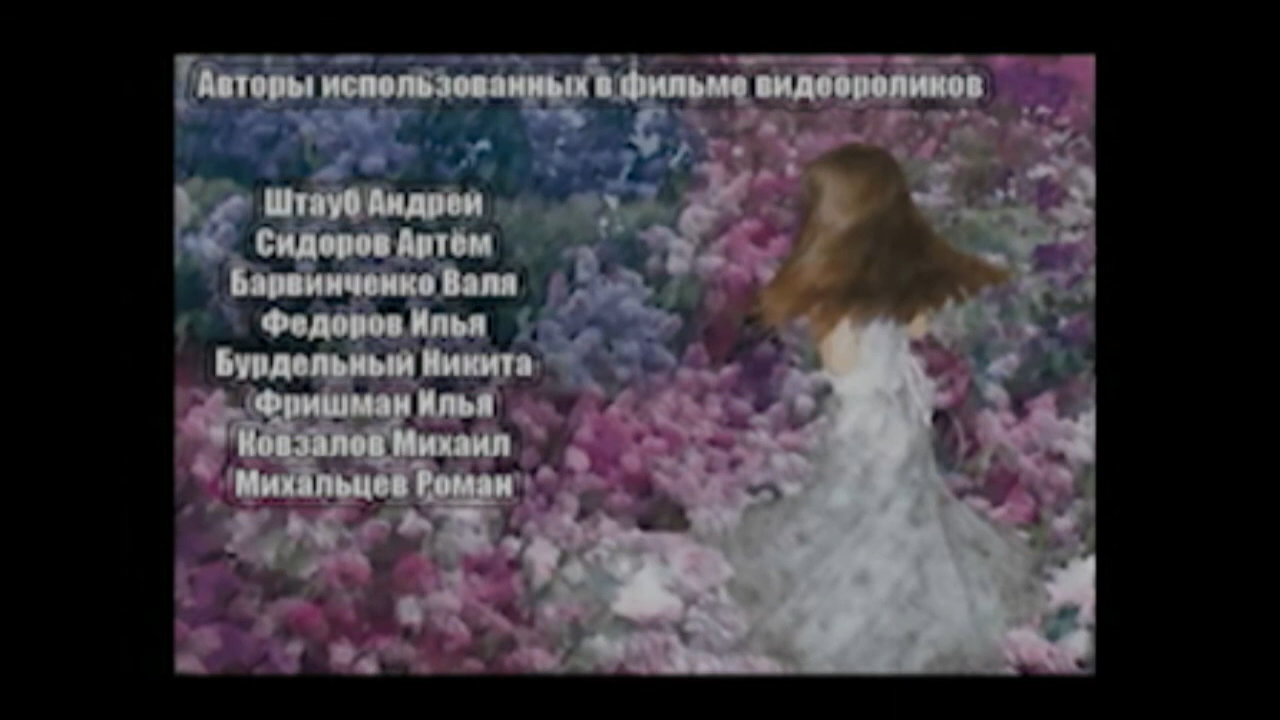 Авторы использованных в фильме видеороликов
Штауб Андрей
Сидоров Артём
Барвинченко Валя
Федоров Илья
Бурдельный Никита
Фришман Илья
Ковзалов Михаил
Михальцев Роман